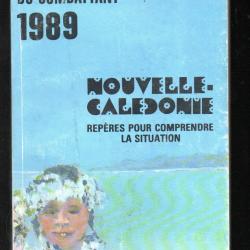 DU COMBATTANT
1989
NOUVELLE-
CALEDONIE
REPÈRES POUR COMPRENDRE
LA SITUATION